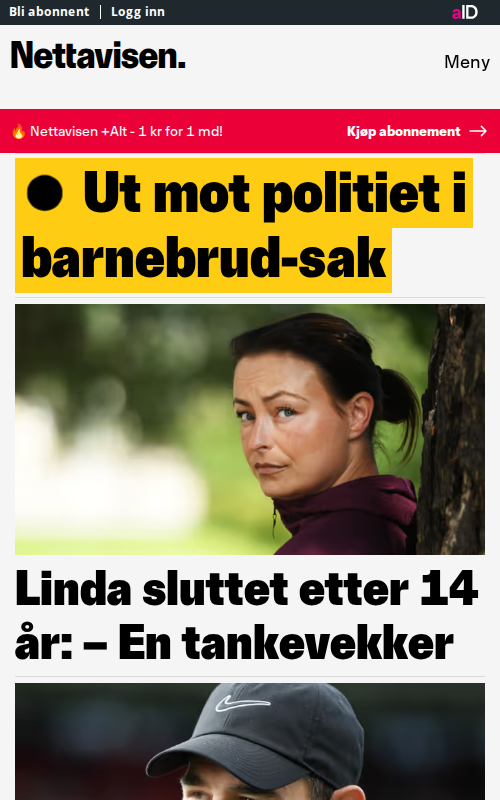 Bli abonnent | Logg inn
aID
Nettavisen.
Meny
🔥 Nettavisen +Alt - 1 kr for 1 md!
Kjøp abonnement →
● Ut mot politiet i
barnebrud-sak
Linda sluttet etter 14
år: – En tankevekker